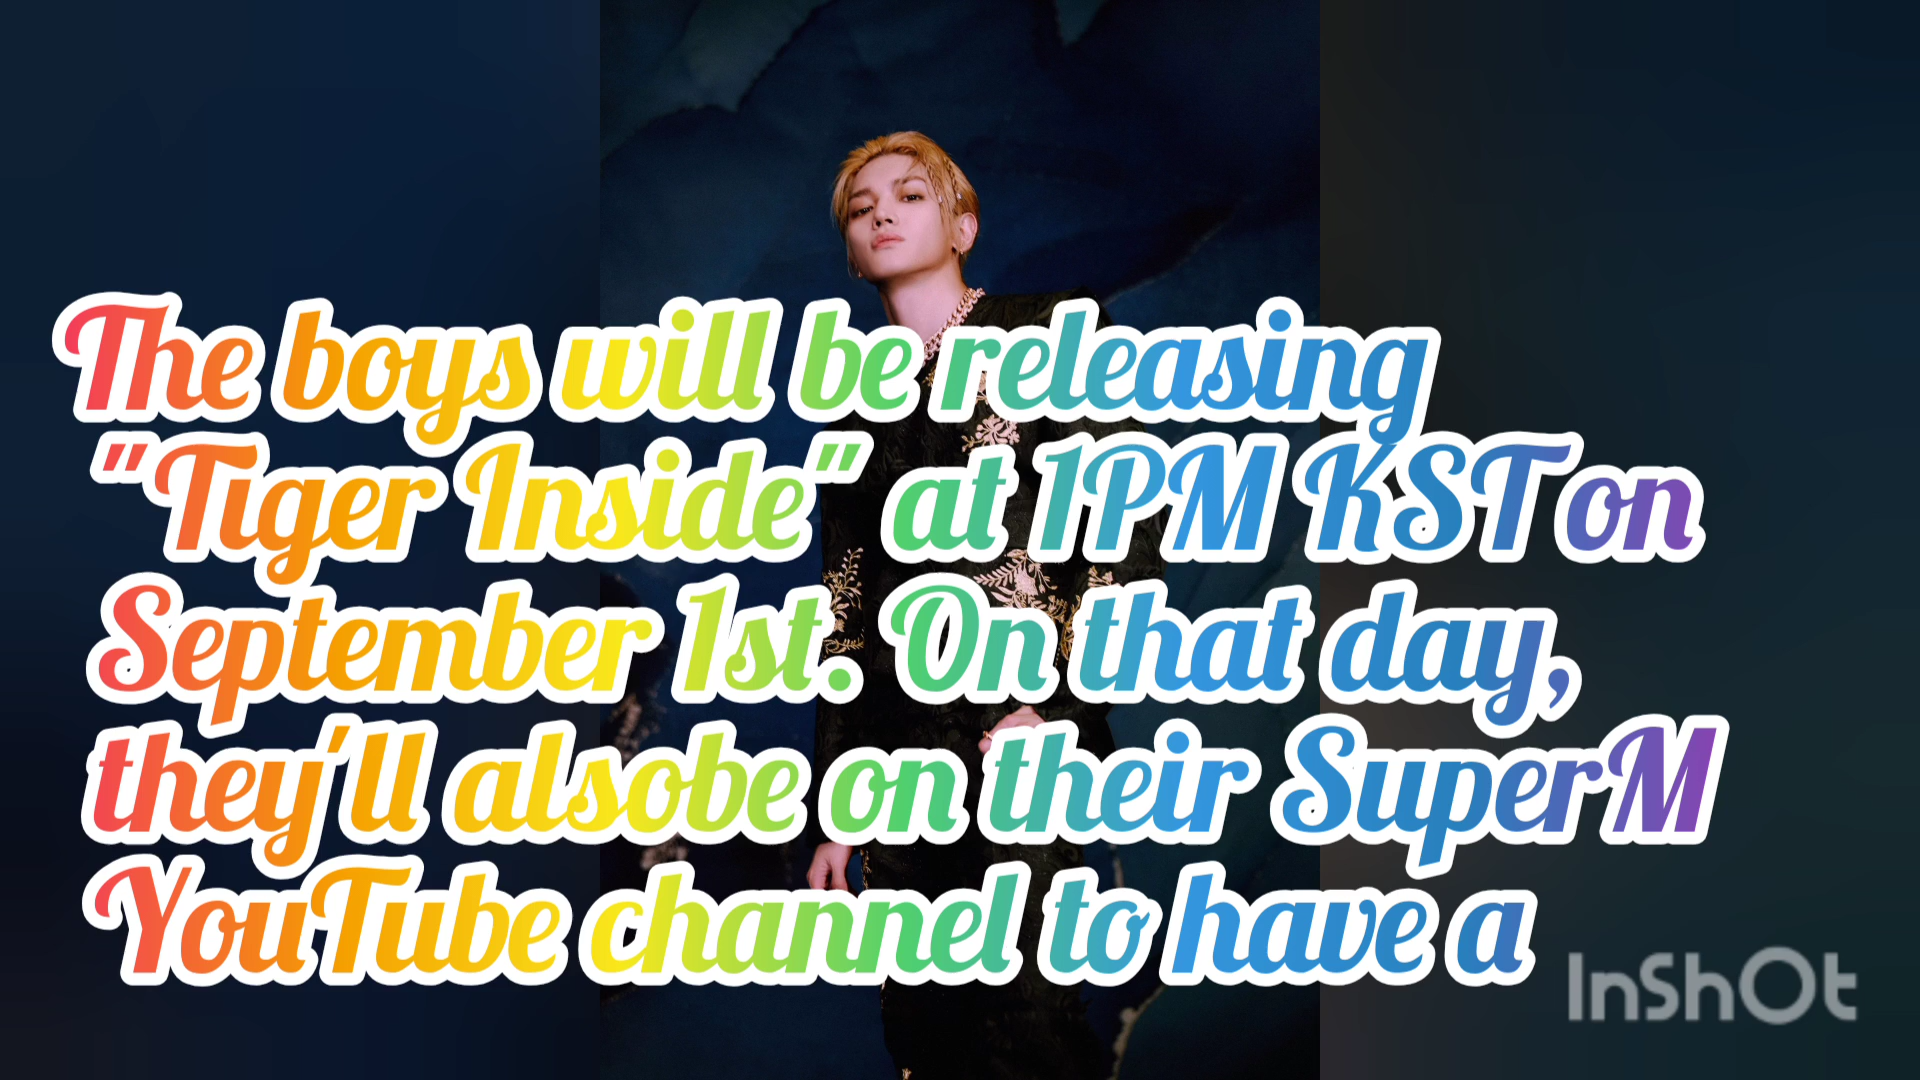 The boys will be releasing
"Tiger Inside" at 1PM KST on
September 1st. On that day,
they'll alsobe on their SuperM
YouTube channel to have a
InShOt